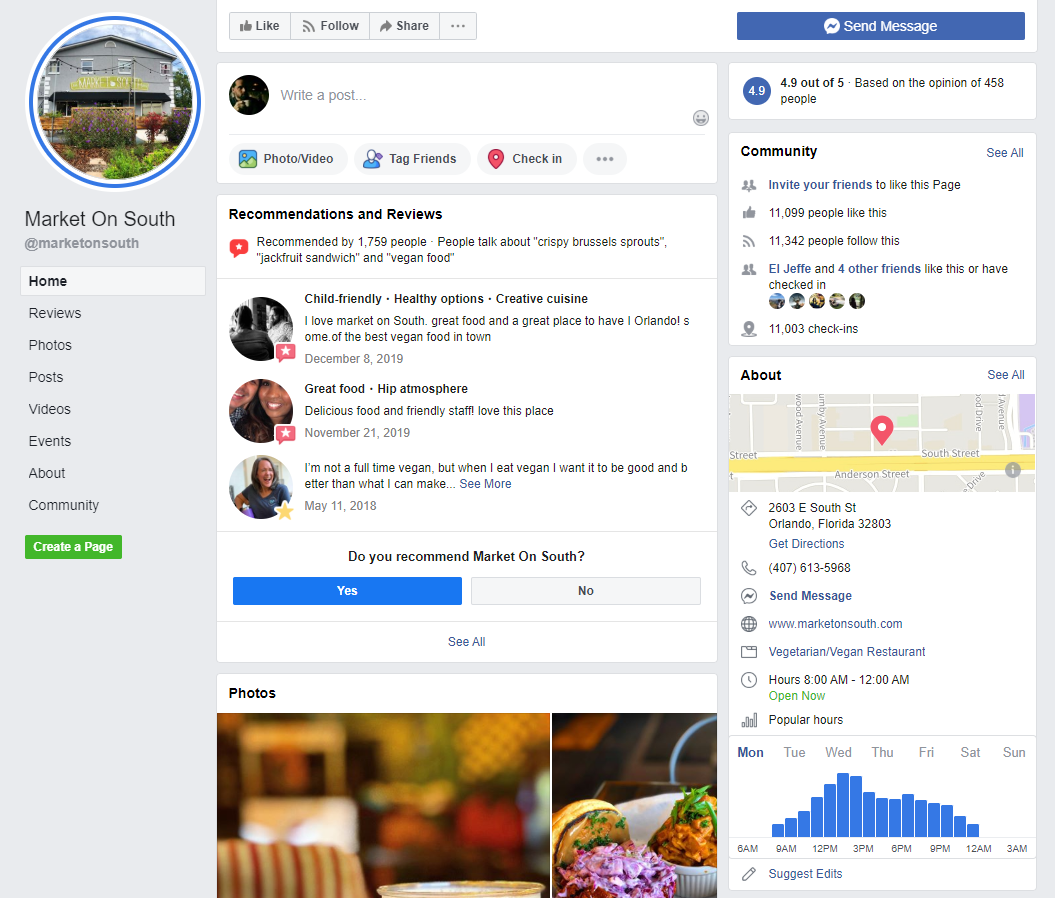 Like
Follow
Share
Send Message
Market On South
@marketonsouth
Home
Reviews
Photos
Posts
Videos
Events
About
Community
Create a Page
Write a post...
Photo/Video
Tag Friends
Check in
Recommendations and Reviews
Recommended by 1,759 people · People talk about "crispy brussels sprouts",
"jackfruit sandwich" and "vegan food"
Child-friendly · Healthy options · Creative cuisine
I love market on South. great food and a great place to have I Orlando! s
ome.of the best vegan food in town
December 8, 2019
Great food · Hip atmosphere
Delicious food and friendly staff! love this place
November 21, 2019
I'm not a full time vegan, but when I eat vegan I want it to be good and b
etter than what I can make... See More
May 11, 2018
Do you recommend Market On South?
Yes
No
See All
Photos
4.9
4.9 out of 5 · Based on the opinion of 458
people
Community
See All
Invite your friends to like this Page
11,099 people like this
11,342 people follow this
El Jeffe and 4 other friends like this or have
checked in
11,003 check-ins
About
See All
wood Avenue
umby Avenue
ood Drive
d Avenue
Street
South Street
Anderson Street
e Drive
2603 E South St
Orlando, Florida 32803
Get Directions
(407) 613-5968
Send Message
www.marketonsouth.com
Vegetarian/Vegan Restaurant
Hours 8:00 AM - 12:00 AM
Open Now
Popular hours
Mon Tue Wed Thu Fri Sat Sun
6AM 9AM 12PM 3PM 6PM 9PM 12AM 3AM
Suggest Edits